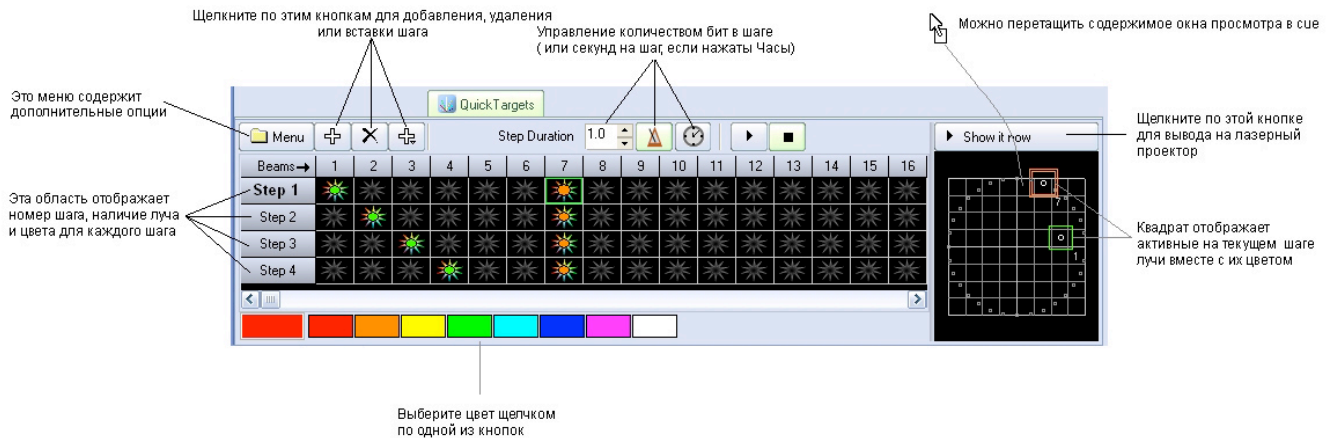 Щелкните по этим кнопкам для добавления, удаления
или вставки шага
Управление количеством бит в шаге
( или секунд на шаг, если нажаты Часы)
Можно перетащить содержимое окна просмотра в cue
Это меню содержит
дополнительные опции
QuickTargets
Menu Step Duration 1.0 Show it now
Щелкните по этой кнопке
для вывода на лазерный
проектор
Beams→ 1 2 3 4 5 6 7 8 9 10 11 12 13 14 15 16
Step 1
Step 2
Step 3
Step 4
Эта область отображает
номер шага, наличие луча
и цвета для каждого шага
7
1
Квадрат отображает
активные на текущем шаге
лучи вместе с их цветом
Выберите цвет щелчком
по одной из кнопок